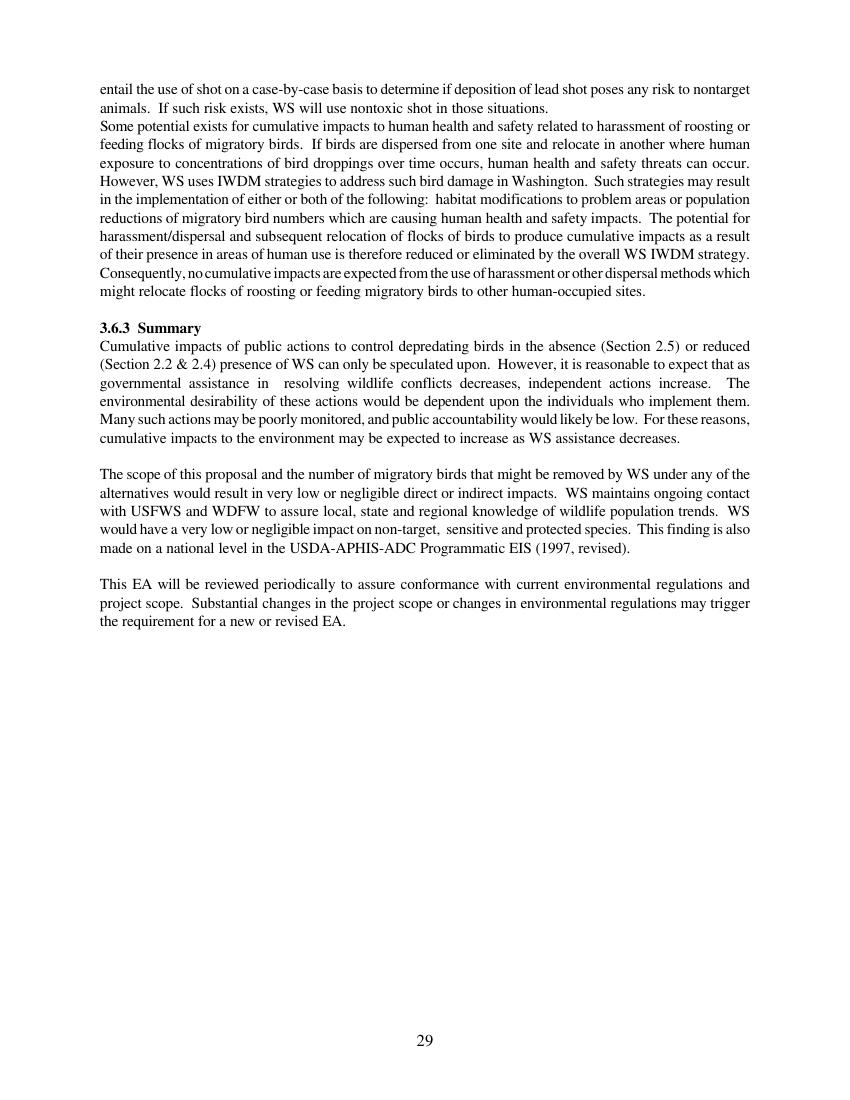 entail the use of shot on a case-by-case basis to determine if deposition of lead shot poses any risk to nontarget
animals.  If such risk exists, WS will use nontoxic shot in those situations.
Some potential exists for cumulative impacts to human health and safety related to harassment of roosting or
feeding flocks of migratory birds.  If birds are dispersed from one site and relocate in another where human
exposure to concentrations of bird droppings over time occurs, human health and safety threats can occur.
However, WS uses IWDM strategies to address such bird damage in Washington.  Such strategies may result
in the implementation of either or both of the following:  habitat modifications to problem areas or population
reductions of migratory bird numbers which are causing human health and safety impacts.  The potential for
harassment/dispersal and subsequent relocation of flocks of birds to produce cumulative impacts as a result
of their presence in areas of human use is therefore reduced or eliminated by the overall WS IWDM strategy.
Consequently, no cumulative impacts are expected from the use of harassment or other dispersal methods which
might relocate flocks of roosting or feeding migratory birds to other human-occupied sites.
3.6.3  Summary
Cumulative impacts of public actions to control depredating birds in the absence (Section 2.5) or reduced
(Section 2.2 & 2.4) presence of WS can only be speculated upon.  However, it is reasonable to expect that as
governmental assistance in  resolving wildlife conflicts decreases, independent actions increase.  The
environmental desirability of these actions would be dependent upon the individuals who implement them.
Many such actions may be poorly monitored, and public accountability would likely be low.  For these reasons,
cumulative impacts to the environment may be expected to increase as WS assistance decreases.
The scope of this proposal and the number of migratory birds that might be removed by WS under any of the
alternatives would result in very low or negligible direct or indirect impacts.  WS maintains ongoing contact
with USFWS and WDFW to assure local, state and regional knowledge of wildlife population trends.  WS
would have a very low or negligible impact on non-target,  sensitive and protected species.  This finding is also
made on a national level in the USDA-APHIS-ADC Programmatic EIS (1997, revised).
This EA will be reviewed periodically to assure conformance with current environmental regulations and
project scope.  Substantial changes in the project scope or changes in environmental regulations may trigger
the requirement for a new or revised EA.
29